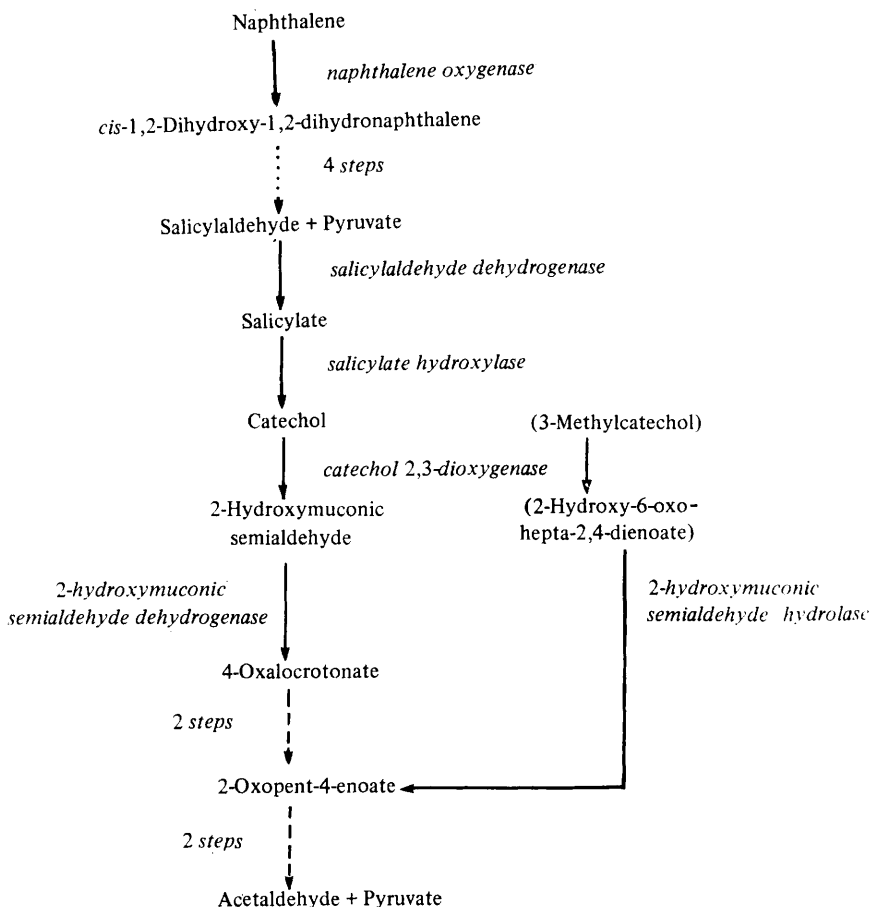 Naphthalene
naphthalene oxygenase
cis-1,2-Dihydroxy-1,2-dihydronaphthalene
4 steps
Salicylaldehyde + Pyruvate
salicylaldehyde dehydrogenase
Salicylate
salicylate hydroxylase
Catechol
(3-Methylcatechol)
catechol 2,3-dioxygenase
2-Hydroxymuconic
semialdehyde
(2-Hydroxy-6-oxo-
hepta-2,4-dienoate)
2-hydroxymuconic
semialdehyde dehydrogenase
2-hydroxymuconic
semialdehyde hydrolase
4-Oxalocrotonate
2 steps
2-Oxopent-4-enoate
2 steps
Acetaldehyde + Pyruvate